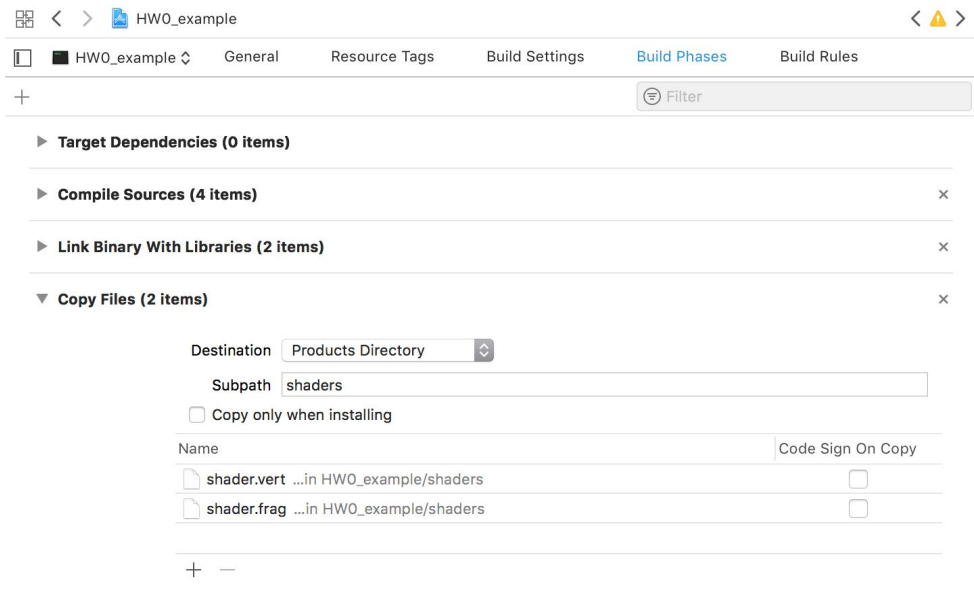 HW0_example
HW0_example General Resource Tags Build Settings Build Phases Build Rules
Filter
Target Dependencies (0 items)
Compile Sources (4 items)
Link Binary With Libraries (2 items)
Copy Files (2 items)
Destination Products Directory
Subpath shaders
Copy only when installing
Name Code Sign On Copy
shader.vert ...in HW0_example/shaders
shader.frag ...in HW0_example/shaders